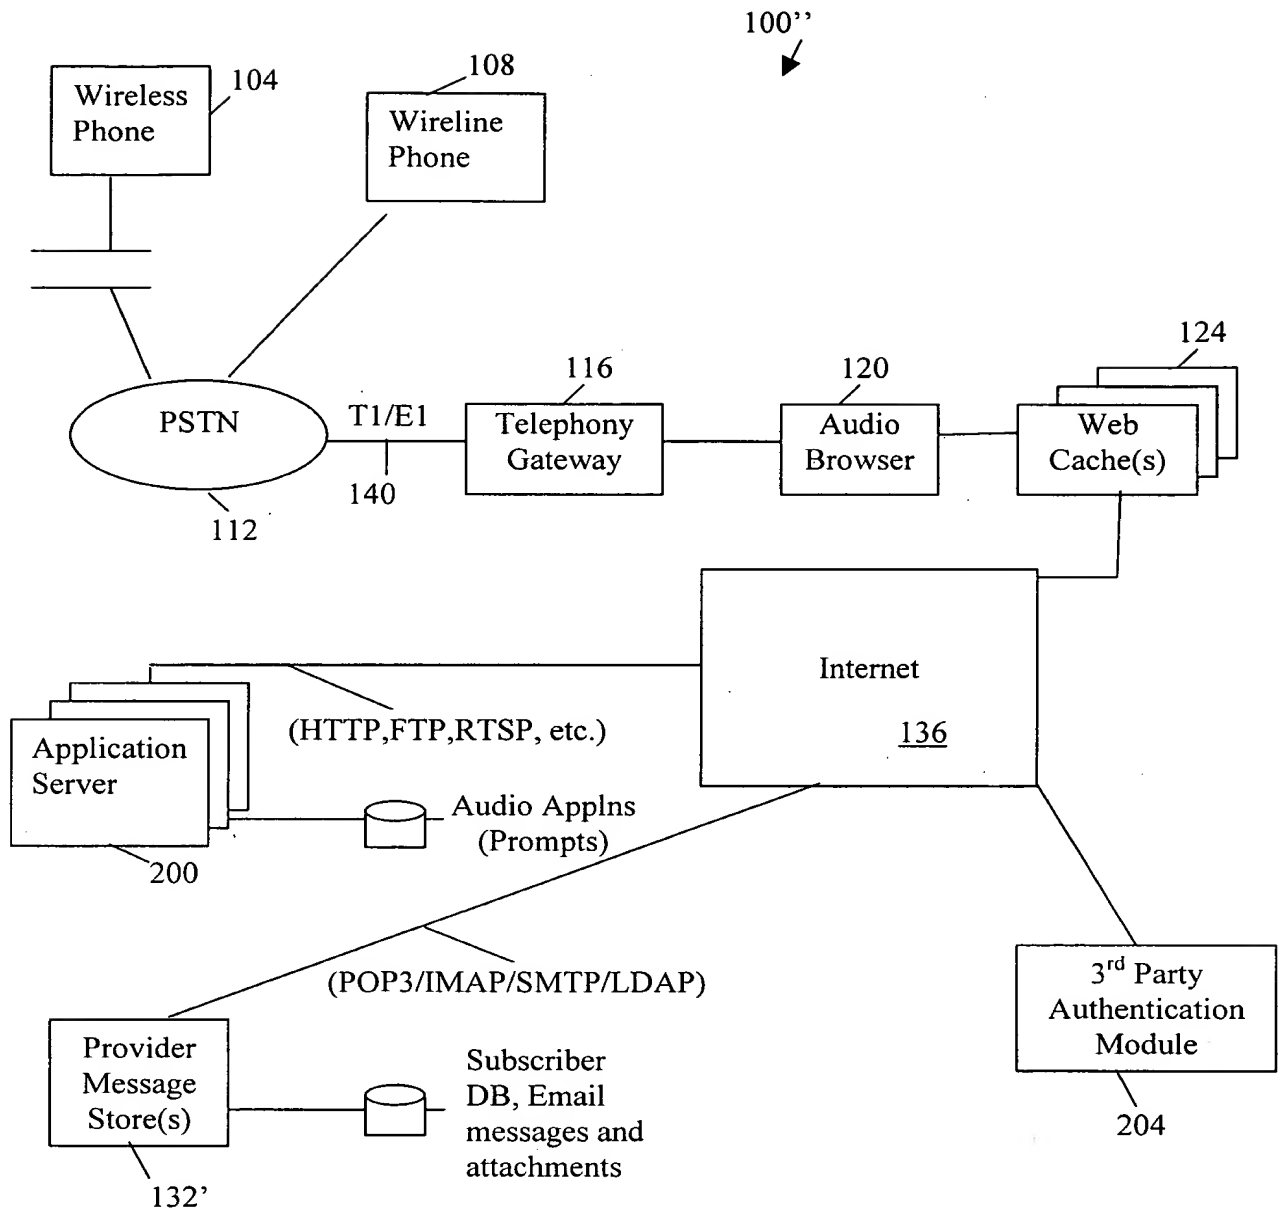 100’’
104
Wireless
Phone
108
Wireline
Phone
124
116
120
PSTN
T1/E1
Telephony
Gateway
Audio
Browser
Web
Cache(s)
140
112
Internet
136
(HTTP,FTP,RTSP, etc.)
Application
Server
Audio Applns
(Prompts)
200
(POP3/IMAP/SMTP/LDAP)
3rd Party
Authentication
Module
Provider
Message
Store(s)
Subscriber
DB, Email
messages and
attachments
204
132’